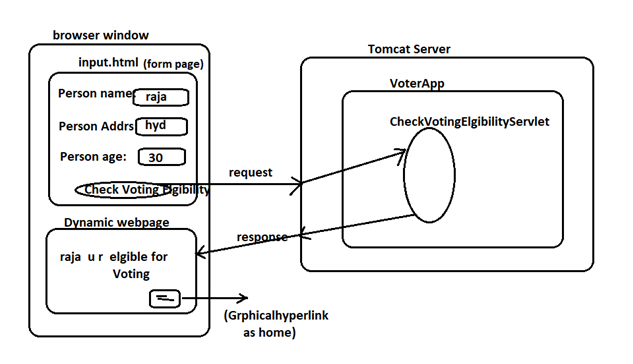 browser window
input.html (form page)
Person name: raja
Person Addrs: hyd
Person age: 30
Check Voting Elgibility
request
Tomcat Server
VoterApp
CheckVotingElgibilityServlet
response
Dynamic webpage
raja u r elgible for
Voting
(Grphicalhyperlink
as home)